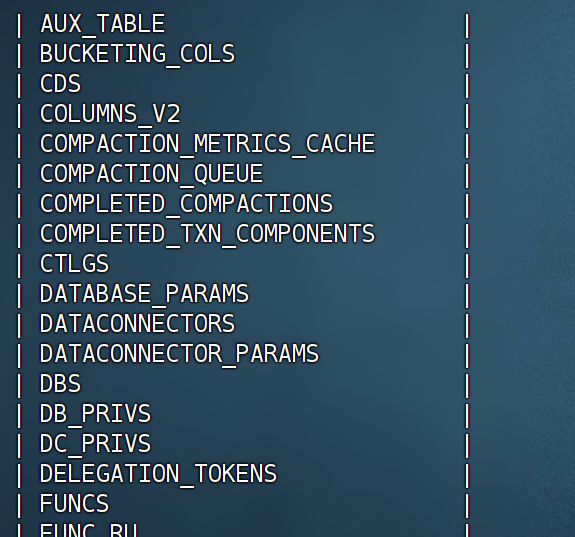 | AUX_TABLE |
| BUCKETING_COLS |
| CDS |
| COLUMNS_V2 |
| COMPACTION_METRICS_CACHE |
| COMPACTION_QUEUE |
| COMPLETED_COMPACTIONS |
| COMPLETED_TXN_COMPONENTS |
| CTLGS |
| DATABASE_PARAMS |
| DATACONNECTORS |
| DATACONNECTOR_PARAMS |
| DBS |
| DB_PRIVS |
| DC_PRIVS |
| DELEGATION_TOKENS |
| FUNCS |
| FUNC_RU |